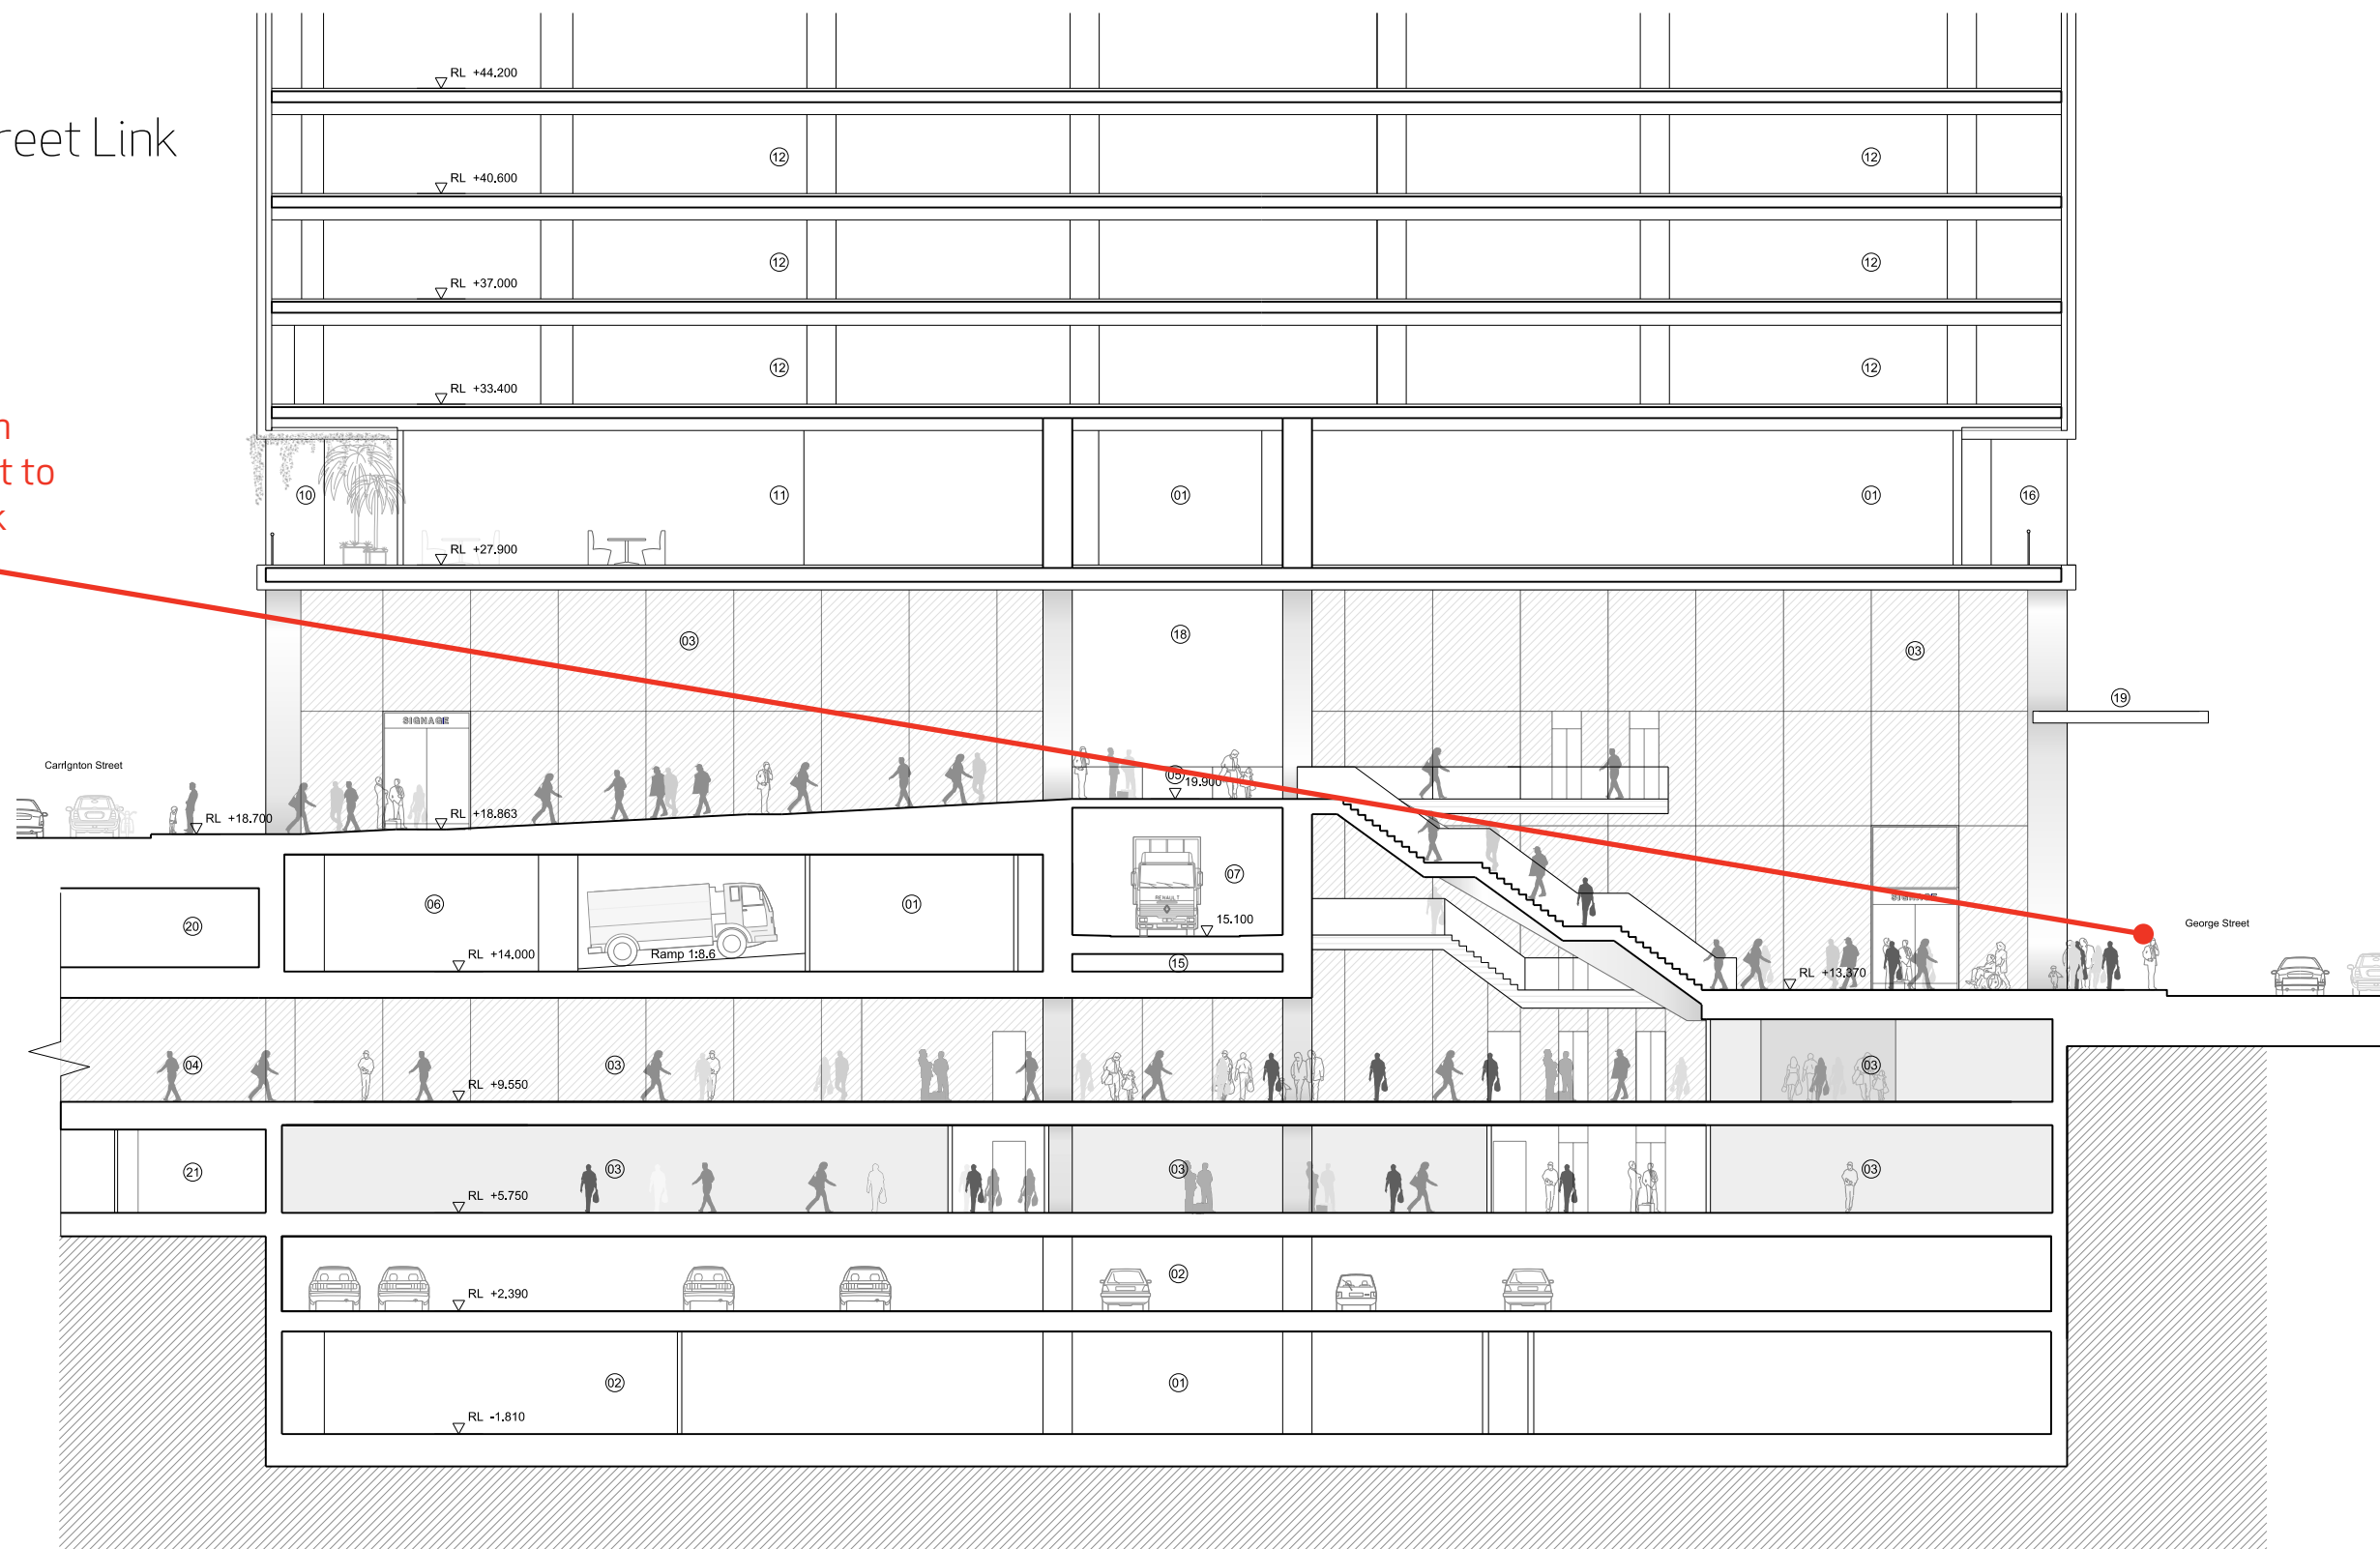 RL +44.200
reet Link
12 12
RL +40.600
12 12
RL +37.000
12 12
RL +33.400
n
t to
k
10 11 01 01 16
RL +27.900
03 18 03
19
SIGNAGE
Carrignton Street
05 19.900
RL +18.700
RL +18.863
07
06 01
RENAULT
SIGNAGE
20
15.100
George Street
RL +14.000
Ramp 1:8.6
15
RL +13.370
04 03 03
RL +9.550
21 03 03 03
RL +5.750
02
RL +2.390
02 01
RL -1.810